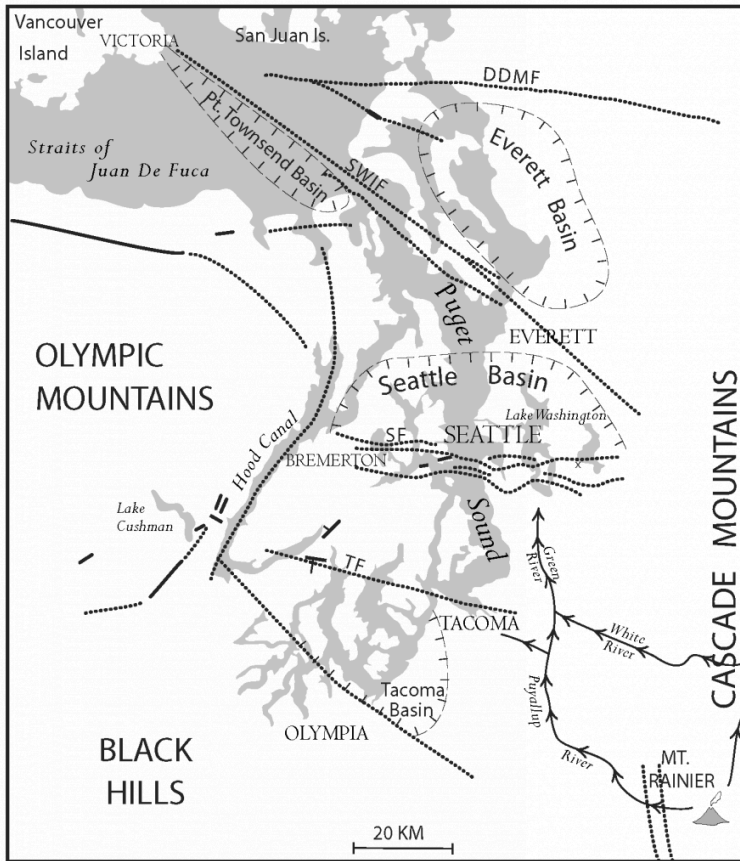 Vancouver
Island
VICTORIA
San Juan Is.
DDMF
Pt. Townsend Basin
Straits of
Juan De Fuca
SWIF
Everett
Basin
Puget
EVERETT
OLYMPIC
MOUNTAINS
Seattle Basin
Lake Washington
SF
SEATTLE
BREMERTON
x
Hood Canal
Lake
Cushman
Sound
TF
Green
River
TACOMA
White
River
CASCADE MOUNTAINS
Puyallup
River
Tacoma
Basin
OLYMPIA
BLACK
HILLS
MT.
RAINIER
20 KM